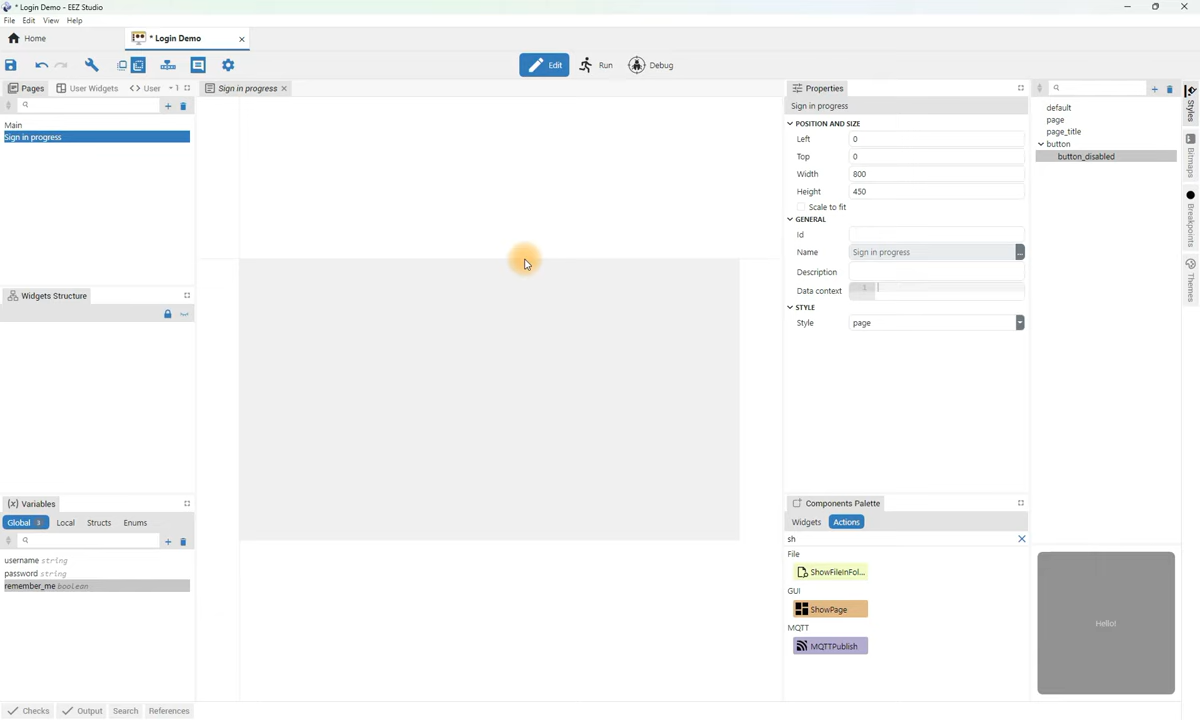 * Login Demo - EEZ Studio
File Edit View Help
Home
* Login Demo
Edit
Run
Debug
Pages
User Widgets
User
1
Sign in progress
Properties
Main
Sign in progress
Sign in progress
POSITION AND SIZE
Left 0
Top 0
Width 800
Height 450
Scale to fit
GENERAL
Id
Name Sign in progress ...
Description
Data context 1
STYLE
Style page
default
page
page_title
button
button_disabled
Styles
Bitmaps
Breakpoints
Themes
Widgets Structure
(x) Variables
Global 3 Local Structs Enums
username string
password string
remember_me boolean
Components Palette
Widgets Actions
sh
File
ShowFileInFol...
GUI
ShowPage
MQTT
MQTTPublish
Hello!
Checks Output Search References